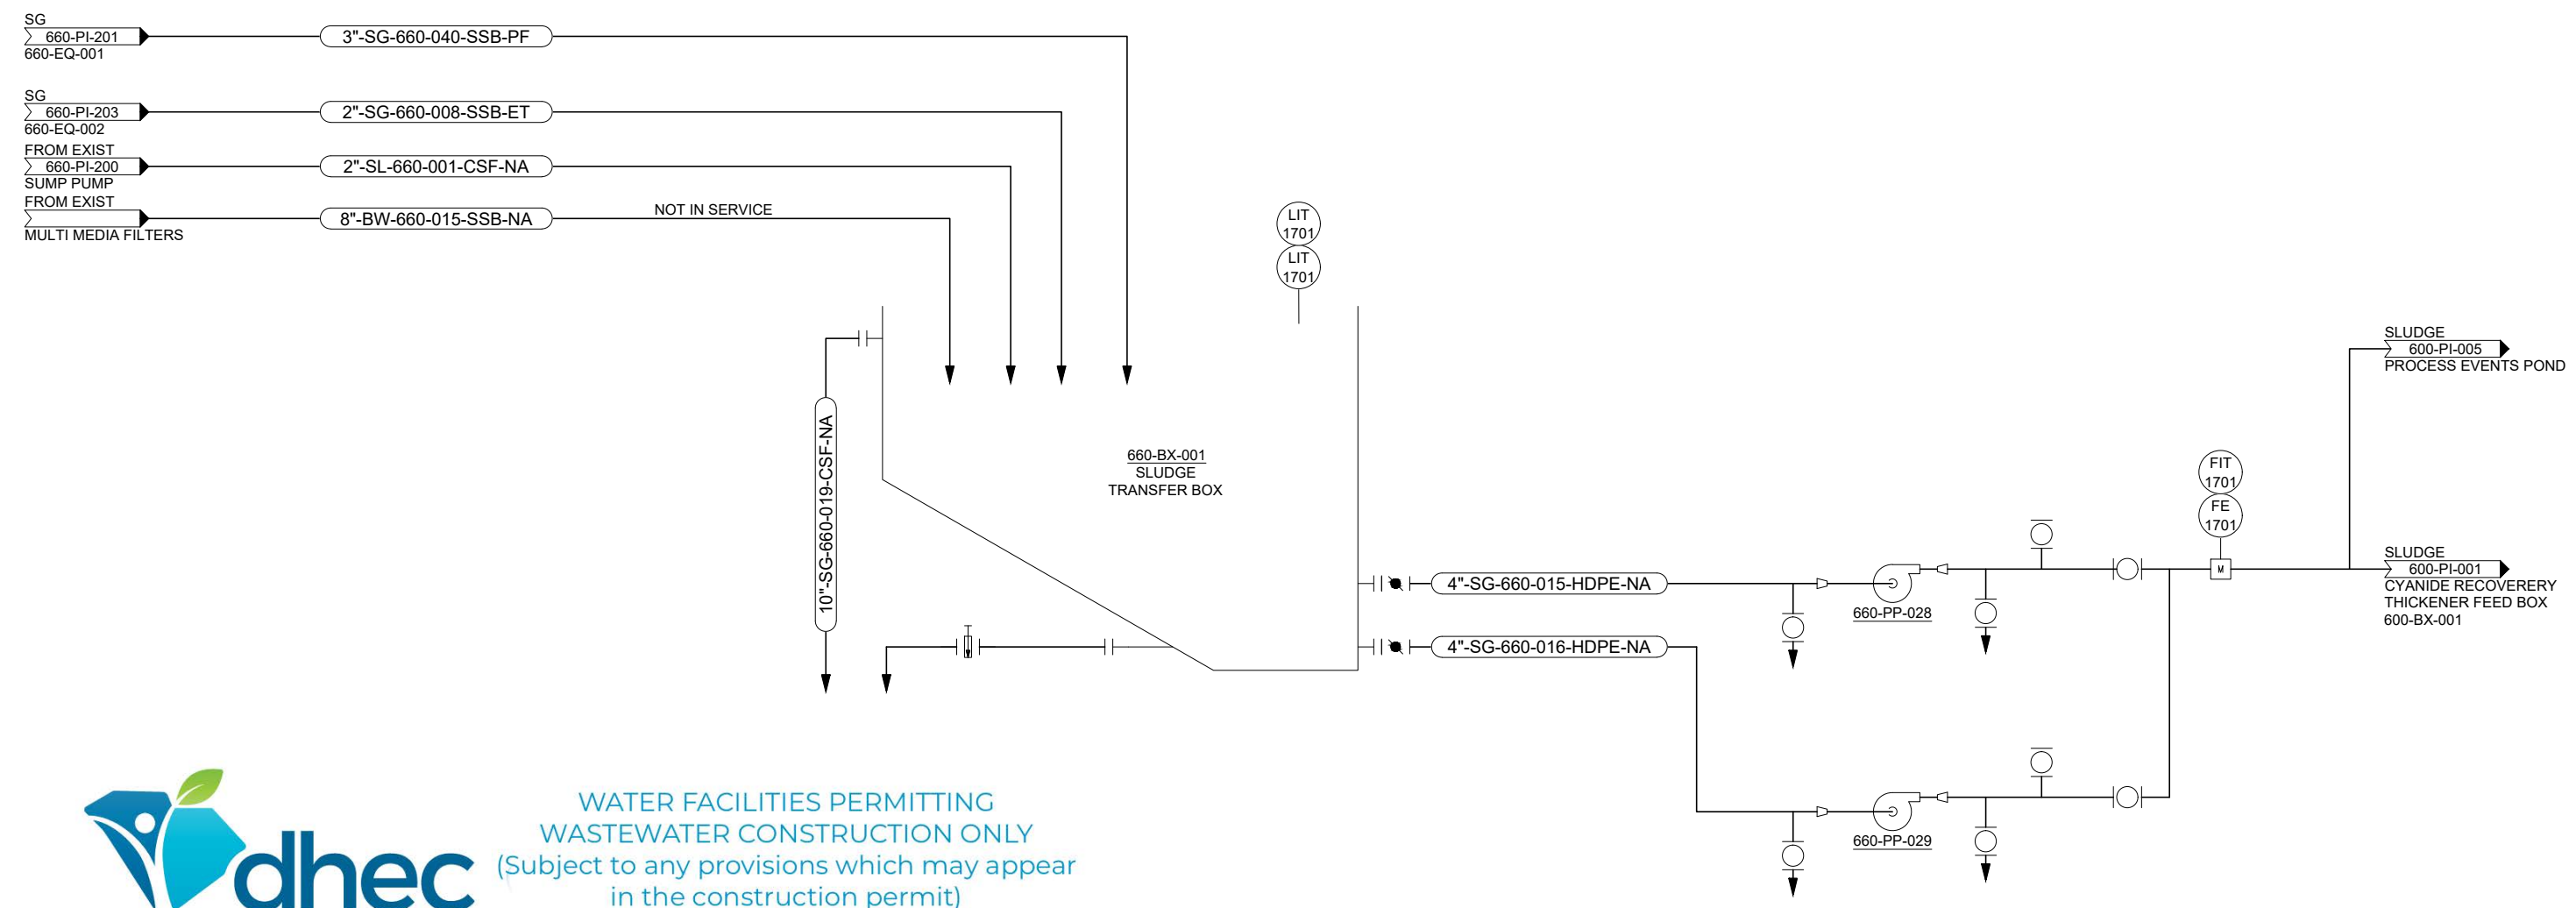 SG
660-PI-201
660-EQ-001
3"-SG-660-040-SSB-PF
SG
660-PI-203
660-EQ-002
2"-SG-660-008-SSB-ET
FROM EXIST
660-PI-200
SUMP PUMP
2"-SL-660-001-CSF-NA
FROM EXIST
MULTI MEDIA FILTERS
8"-BW-660-015-SSB-NA
NOT IN SERVICE
LIT
1701
LIT
1701
10"-SG-660-019-CSF-NA
660-BX-001
SLUDGE
TRANSFER BOX
4"-SG-660-015-HDPE-NA
4"-SG-660-016-HDPE-NA
660-PP-028
660-PP-029
FIT
1701
FE
1701
M
SLUDGE
600-PI-005
PROCESS EVENTS POND
SLUDGE
600-PI-001
CYANIDE RECOVERERY
THICKENER FEED BOX
600-BX-001
dhec
WATER FACILITIES PERMITTING
WASTEWATER CONSTRUCTION ONLY
(Subject to any provisions which may appear
in the construction permit)